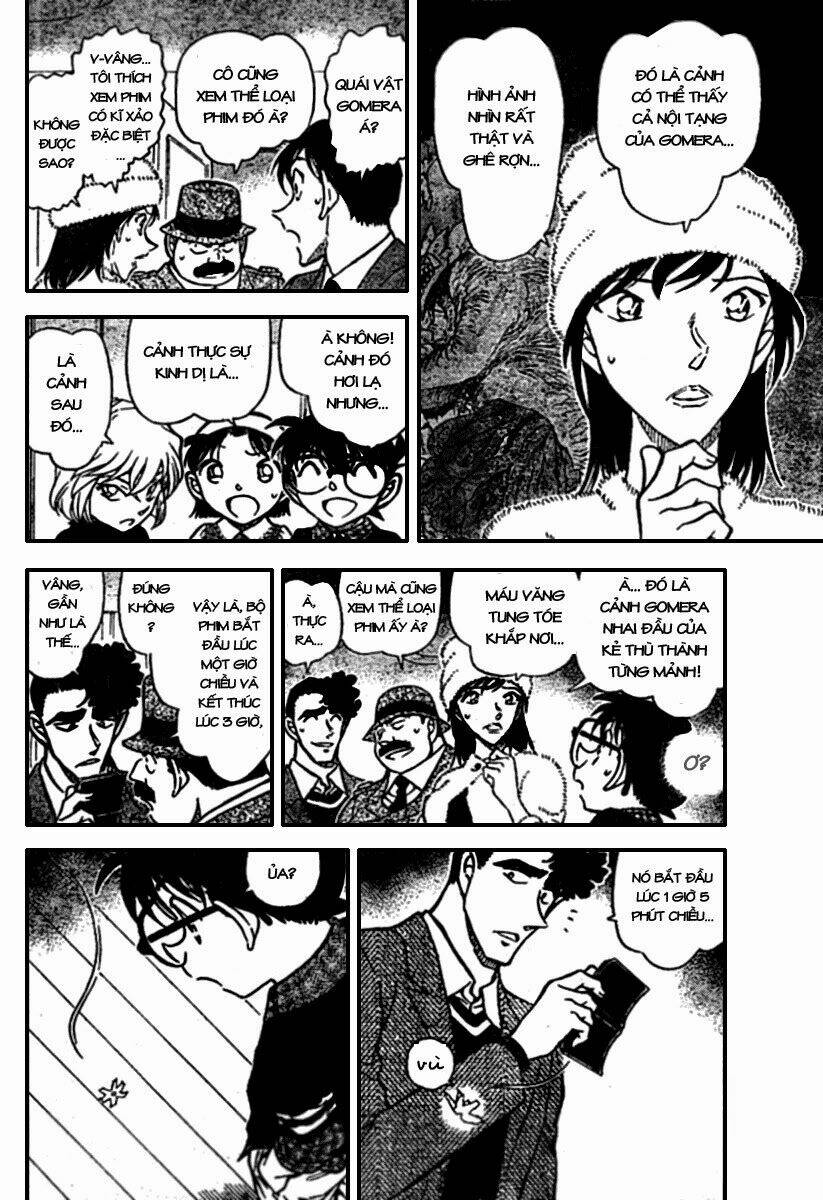 ĐÓ LÀ CẢNH
CÓ THỂ THẤY
CẢ NỘI TẠNG
CỦA GOMERA...
HÌNH ẢNH
NHÌN RẤT
THẬT VÀ
GHÊ RỢN...
QUÁI VẬT
GOMERA
Á?
CÔ CŨNG
XEM THỂ LOẠI
PHIM ĐÓ À?
V-VÂNG...
TÔI THÍCH
XEM PHIM
CÓ KĨ XẢO
ĐẶC BIỆT
...
KHÔNG
ĐƯỢC
SAO?
À KHÔNG!
CẢNH ĐÓ
HƠI LẠ
NHƯNG...
CẢNH THỰC SỰ
KINH DỊ LÀ...
LÀ
CẢNH
SAU
ĐÓ...
À... ĐÓ LÀ
CẢNH GOMERA
NHAI ĐẦU CỦA
KẺ THÙ THÀNH
TỪNG MẢNH!
Ơ?
MÁU VĂNG
TUNG TÓE
KHẮP NƠI...
CẬU MÀ CŨNG
XEM THỂ LOẠI
PHIM ẤY À?
À,
THỰC
RA...
VẬY LÀ, BỘ
PHIM BẮT
ĐẦU LÚC
MỘT GIỜ
CHIỀU VÀ
KẾT THÚC
LÚC 3 GIỜ,
ĐÚNG
KHÔNG
?
VÂNG,
GẦN
NHƯ LÀ
THẾ...
NÓ BẮT ĐẦU
LÚC 1 GIỜ 5
PHÚT CHIỀU...
vù
ỦA?